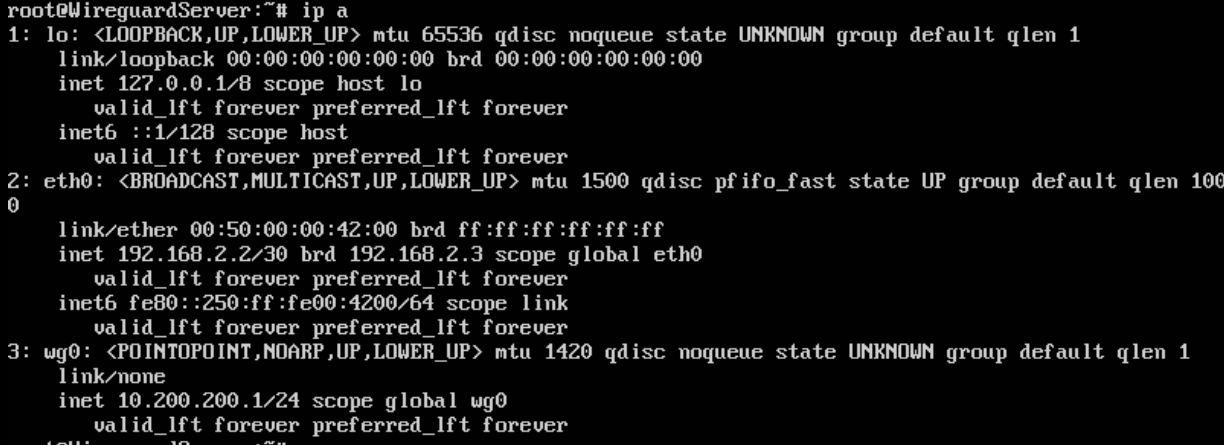 root@WireguardServer:~# ip a
1: lo: <LOOPBACK,UP,LOWER_UP> mtu 65536 qdisc noqueue state UNKNOWN group default qlen 1
    link/loopback 00:00:00:00:00:00 brd 00:00:00:00:00:00
    inet 127.0.0.1/8 scope host lo
       valid_lft forever preferred_lft forever
    inet6 ::1/128 scope host
       valid_lft forever preferred_lft forever
2: eth0: <BROADCAST,MULTICAST,UP,LOWER_UP> mtu 1500 qdisc pfifo_fast state UP group default qlen 100
0
    link/ether 00:50:00:00:42:00 brd ff:ff:ff:ff:ff:ff
    inet 192.168.2.2/30 brd 192.168.2.3 scope global eth0
       valid_lft forever preferred_lft forever
    inet6 fe80::250:ff:fe00:4200/64 scope link
       valid_lft forever preferred_lft forever
3: wg0: <POINTOPOINT,NOARP,UP,LOWER_UP> mtu 1420 qdisc noqueue state UNKNOWN group default qlen 1
    link/none
    inet 10.200.200.1/24 scope global wg0
       valid_lft forever preferred_lft forever